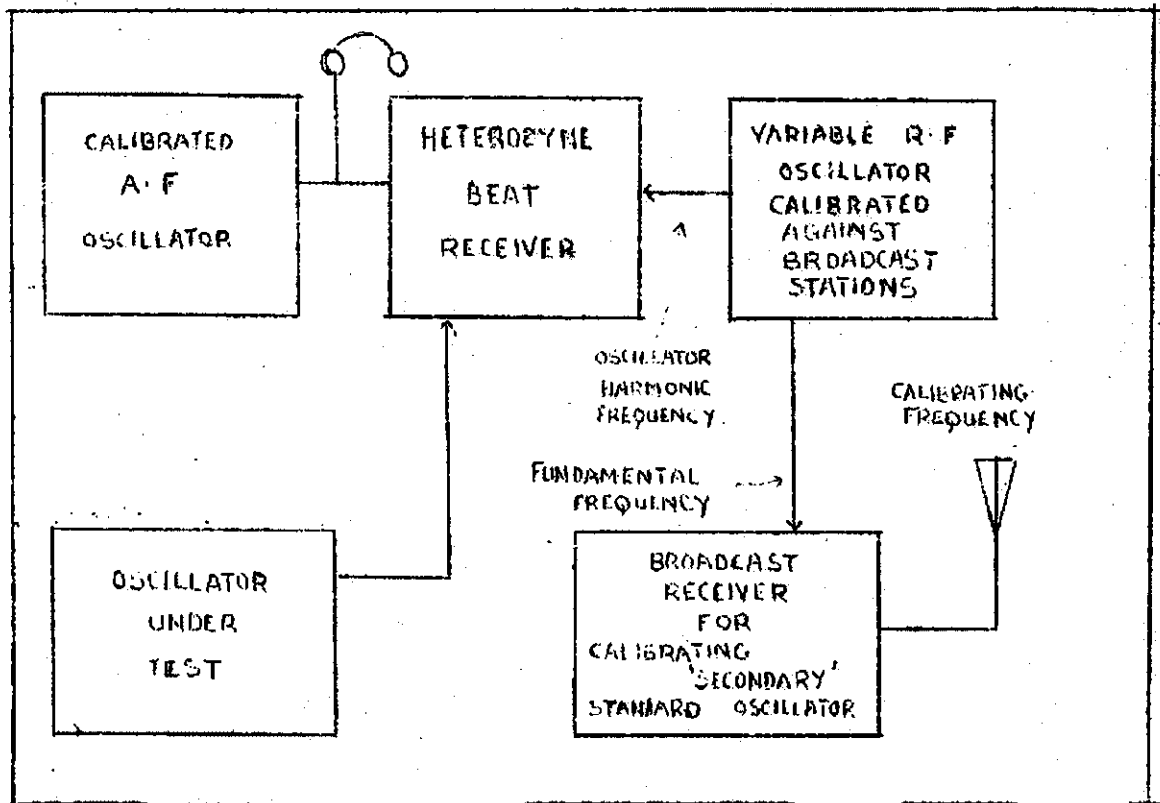 CALIBRATED
A·F
OSCILLATOR
HETERODYNE
BEAT
RECEIVER
VARIABLE R·F
OSCILLATOR
CALIBRATED
AGAINST
BROADCAST
STATIONS
OSCILLATOR
HARMONIC
FREQUENCY
CALIBRATING
FREQUENCY
FUNDAMENTAL
FREQUENCY
OSCILLATOR
UNDER
TEST
BROADCAST
RECEIVER
FOR
CALIBRATING
'SECONDARY'
STANDARD OSCILLATOR